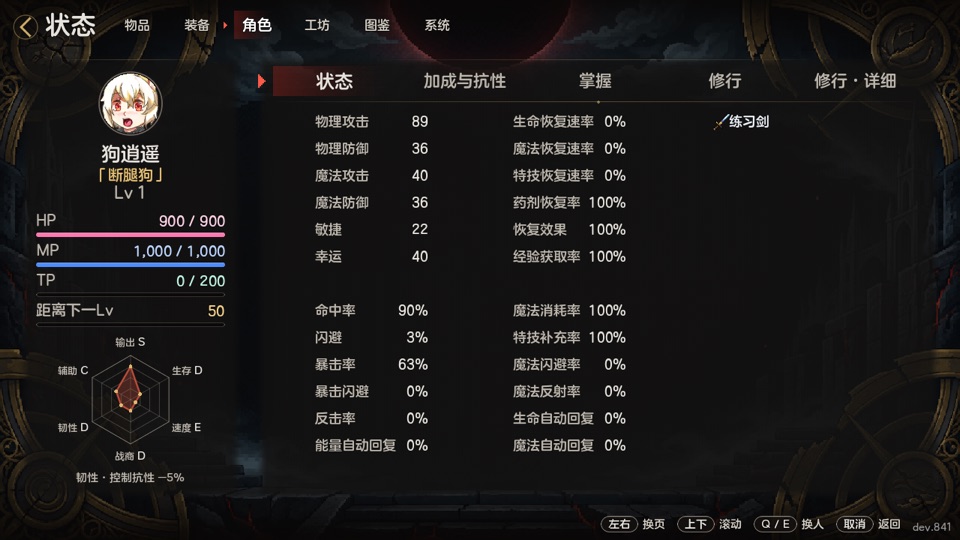 状态 物品 装备 角色 工坊 图鉴 系统
状态 加成与抗性 掌握 修行 修行·详细
狗逍遥
「断腿狗」
Lv 1
HP 900 / 900
MP 1,000 / 1,000
TP 0 / 200
距离下一Lv 50
输出 S
辅助 C 生存 D
韧性 D 速度 E
战商 D
韧性·控制抗性 −5%
物理攻击 89 生命恢复速率 0% 练习剑
物理防御 36 魔法恢复速率 0%
魔法攻击 40 特技恢复速率 0%
魔法防御 36 药剂恢复率 100%
敏捷 22 恢复效果 100%
幸运 40 经验获取率 100%
命中率 90% 魔法消耗率 100%
闪避 3% 特技补充率 100%
暴击率 63% 魔法闪避率 0%
暴击闪避 0% 魔法反射率 0%
反击率 0% 生命自动回复 0%
能量自动回复 0% 魔法自动回复 0%
左右 换页 上下 滚动 Q / E 换人 取消 返回 dev.841